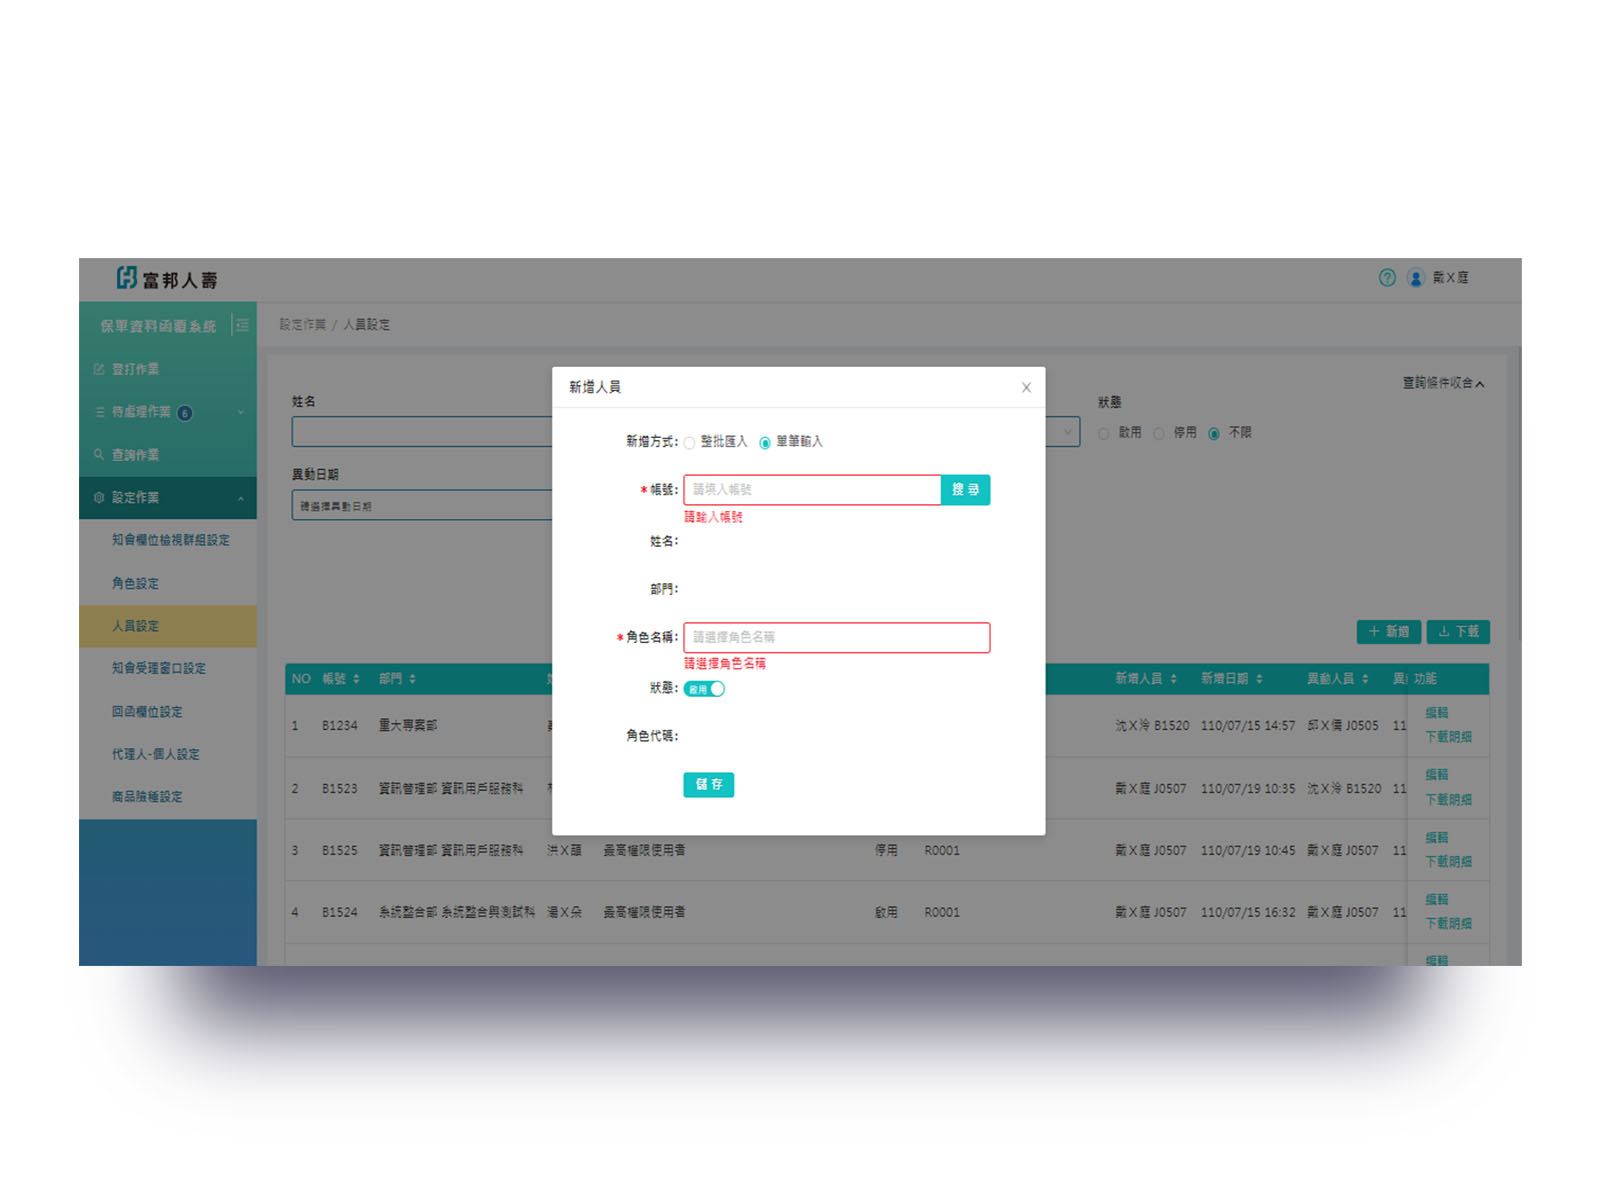 富邦人壽
戴X庭
保單資料函覆系統
設定作業 / 人員設定
登打作業
待處理作業 6
查詢作業
設定作業
知會欄位檢視群組設定
角色設定
人員設定
知會受理窗口設定
回函欄位設定
代理人-個人設定
商品險種設定
查詢條件收合
姓名
狀態
啟用 停用 不限
異動日期
請選擇異動日期
新增人員
新增方式: 整批匯入 單筆輸入
*帳號: 請填入帳號 搜尋
請輸入帳號
姓名:
部門:
*角色名稱: 請選擇角色名稱
請選擇角色名稱
狀態: 啟用
角色代碼:
儲存
+ 新增 下載
NO 帳號 部門 新增人員 新增日期 異動人員 功能
1 B1234 重大專案部 沈X泠 B1520 110/07/15 14:57 邱X儒 J0505 11 編輯
下載明細
2 B1523 資訊管理部 資訊用戶服務科 戴X庭 J0507 110/07/19 10:35 沈X泠 B1520 11 編輯
下載明細
3 B1525 資訊管理部 資訊用戶服務科 洪X頤 最高權限使用者 停用 R0001 戴X庭 J0507 110/07/19 10:45 戴X庭 J0507 11 編輯
下載明細
4 B1524 系統整合部 系統整合與測試科 湯X朵 最高權限使用者 啟用 R0001 戴X庭 J0507 110/07/15 16:32 戴X庭 J0507 11 編輯
下載明細
編輯